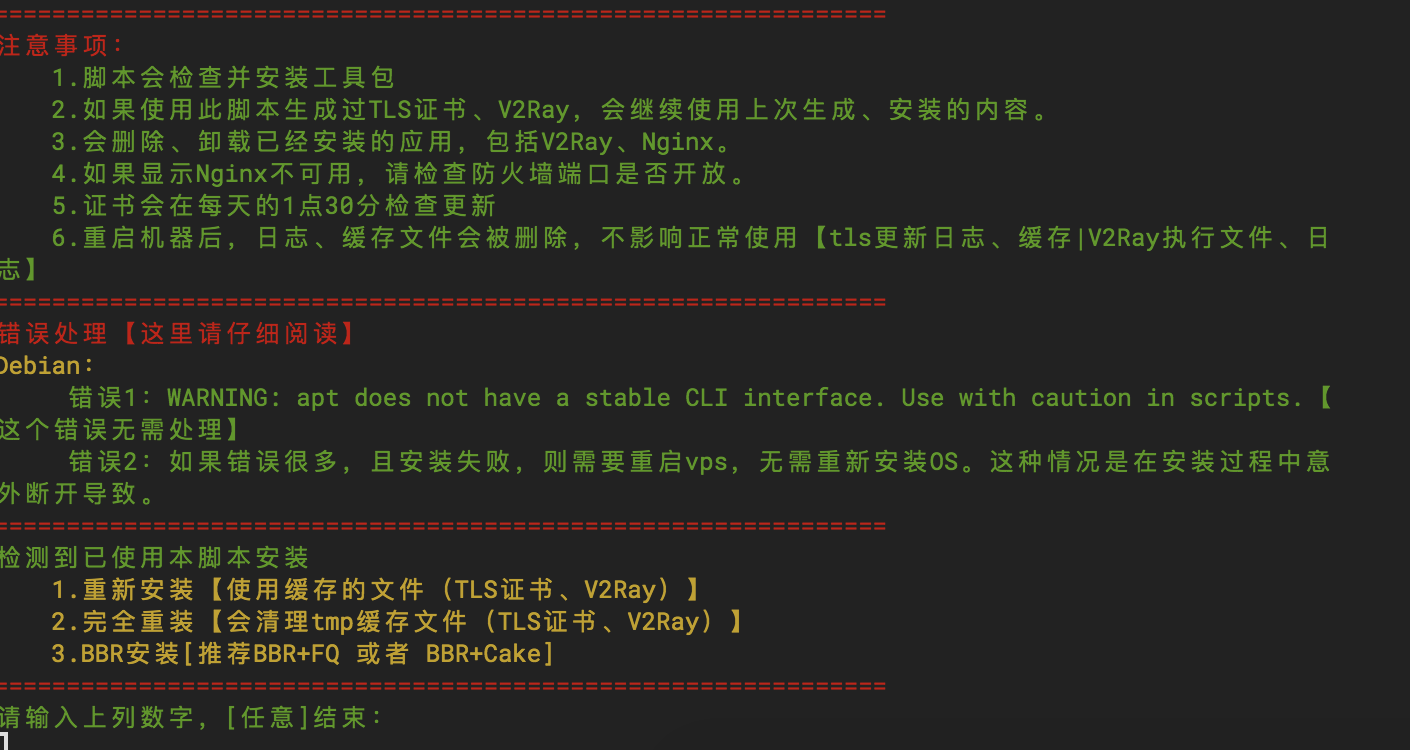 ==============================================================
注意事项：
1.脚本会检查并安装工具包
2.如果使用此脚本生成过TLS证书、V2Ray，会继续使用上次生成、安装的内容。
3.会删除、卸载已经安装的应用，包括V2Ray、Nginx。
4.如果显示Nginx不可用，请检查防火墙端口是否开放。
5.证书会在每天的1点30分检查更新
6.重启机器后，日志、缓存文件会被删除，不影响正常使用【tls更新日志、缓存|V2Ray执行文件、日
志】
==============================================================
错误处理【这里请仔细阅读】
Debian：
错误1：WARNING: apt does not have a stable CLI interface. Use with caution in scripts.【
这个错误无需处理】
错误2：如果错误很多，且安装失败，则需要重启vps，无需重新安装OS。这种情况是在安装过程中意
外断开导致。
==============================================================
检测到已使用本脚本安装
1.重新安装【使用缓存的文件（TLS证书、V2Ray）】
2.完全重装【会清理tmp缓存文件（TLS证书、V2Ray）】
3.BBR安装[推荐BBR+FQ 或者 BBR+Cake]
==============================================================
请输入上列数字，[任意]结束：